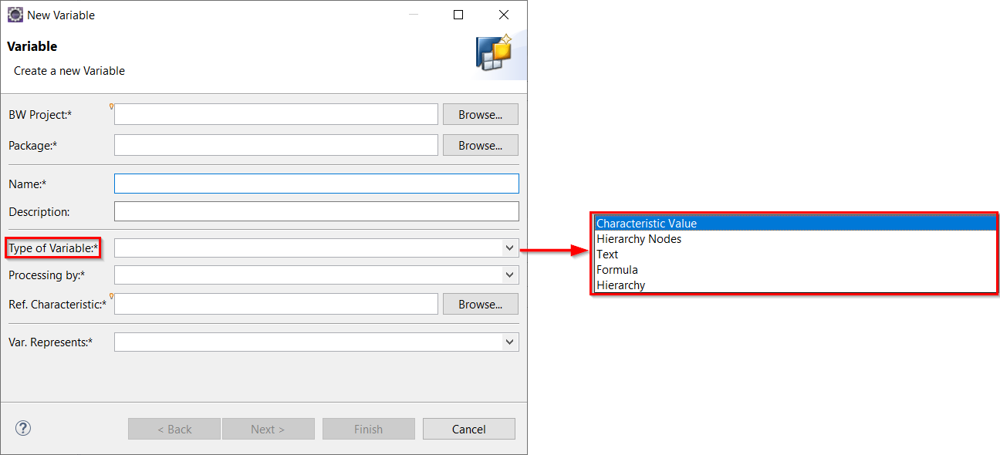 New Variable
Variable
Create a new Variable
BW Project:*
Browse...
Package:*
Browse...
Name:*
Description:
Type of Variable:*
Processing by:*
Ref. Characteristic:*
Browse...
Var. Represents:*
?
< Back
Next >
Finish
Cancel
Characteristic Value
Hierarchy Nodes
Text
Formula
Hierarchy